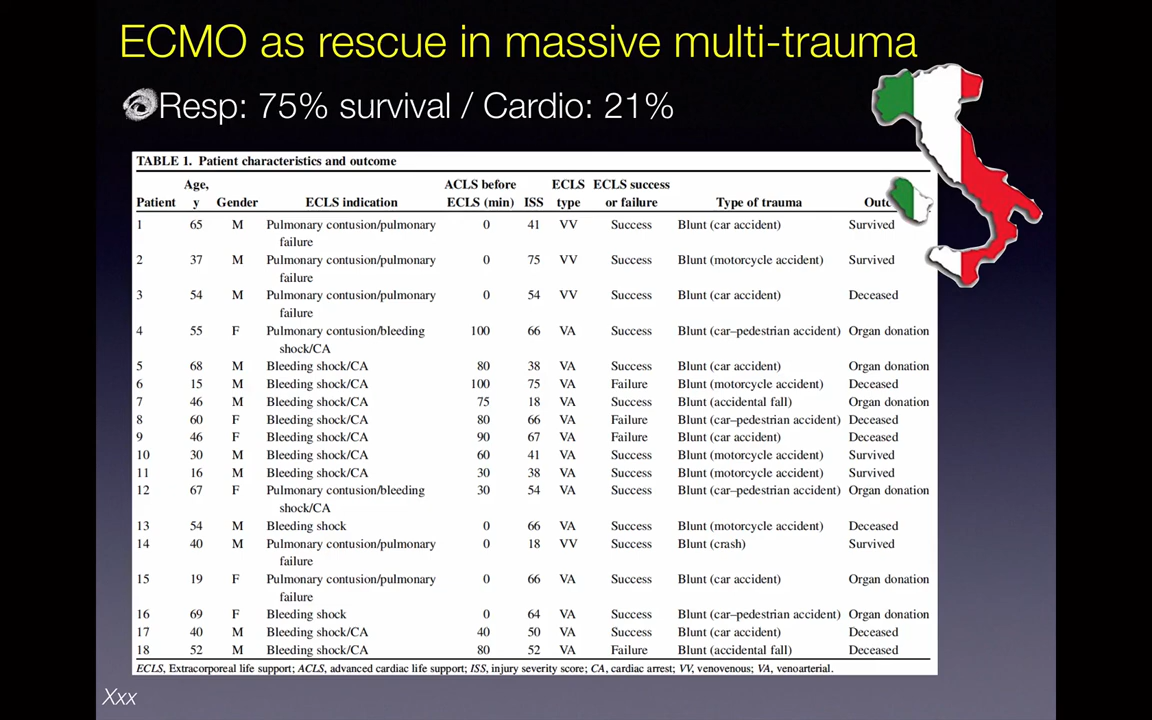 ECMO as rescue in massive multi-trauma
Resp: 75% survival / Cardio: 21%
TABLE 1. Patient characteristics and outcome
Age, ACLS before ECLS ECLS success
Patient y Gender ECLS indication ECLS (min) ISS type or failure Type of trauma
1 65 M Pulmonary contusion/pulmonary 0 41 VV Success Blunt (car accident) Survived
failure
2 37 M Pulmonary contusion/pulmonary 0 75 VV Success Blunt (motorcycle accident) Survived
failure
3 54 M Pulmonary contusion/pulmonary 0 54 VV Success Blunt (car accident) Deceased
failure
4 55 F Pulmonary contusion/bleeding 100 66 VA Success Blunt (car–pedestrian accident) Organ donation
shock/CA
5 68 M Bleeding shock/CA 80 38 VA Success Blunt (car accident) Organ donation
6 15 M Bleeding shock/CA 100 75 VA Failure Blunt (motorcycle accident) Deceased
7 46 M Bleeding shock/CA 75 18 VA Success Blunt (accidental fall) Organ donation
8 60 F Bleeding shock/CA 80 66 VA Failure Blunt (car–pedestrian accident) Deceased
9 46 F Bleeding shock/CA 90 67 VA Failure Blunt (car accident) Deceased
10 30 M Bleeding shock/CA 60 41 VA Success Blunt (motorcycle accident) Survived
11 16 M Bleeding shock/CA 30 38 VA Success Blunt (motorcycle accident) Survived
12 67 F Pulmonary contusion/bleeding 30 54 VA Success Blunt (car–pedestrian accident) Organ donation
shock/CA
13 54 M Bleeding shock 0 66 VA Success Blunt (motorcycle accident) Deceased
14 40 M Pulmonary contusion/pulmonary 0 18 VV Success Blunt (crash) Survived
failure
15 19 F Pulmonary contusion/pulmonary 0 66 VA Success Blunt (car accident) Organ donation
failure
16 69 F Bleeding shock 0 64 VA Success Blunt (car–pedestrian accident) Organ donation
17 40 M Bleeding shock/CA 40 50 VA Success Blunt (car accident) Deceased
18 52 M Bleeding shock/CA 80 52 VA Failure Blunt (accidental fall) Deceased
ECLS, Extracorporeal life support; ACLS, advanced cardiac life support; ISS, injury severity score; CA, cardiac arrest; VV, venovenous; VA, venoarterial.
Xxx